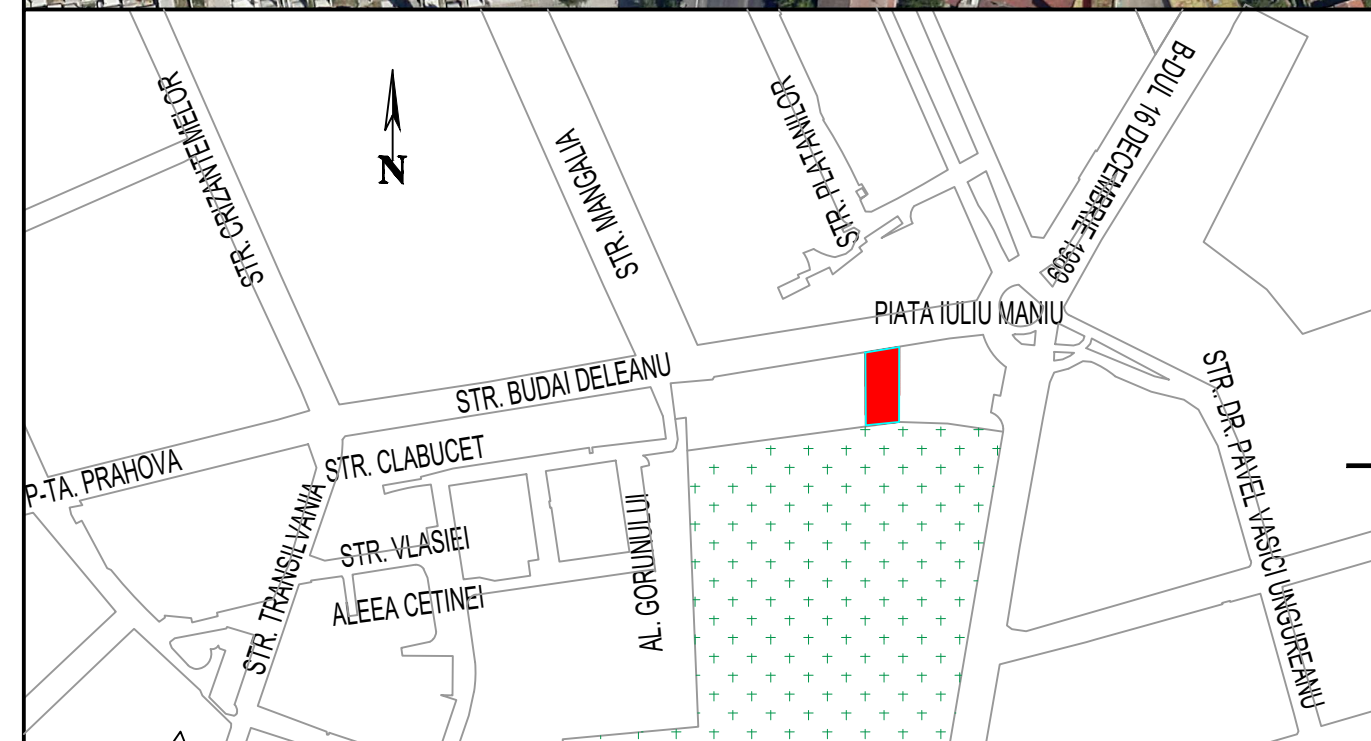 STR. CRIZANTEMELOR
N
STR. MANGALIA
STR. PLATANILOR
B-DUL 16 DECEMBRIE 1989
PIATA IULIU MANIU
STR. BUDAI DELEANU
STR. DR. PAVEL VASICI UNGUREANU
P-TA. PRAHOVA
STR. CLABUCET
STR. TRANSILVANIA
STR. VLASIEI
AL. GORUNULUI
ALEEA CETINEI